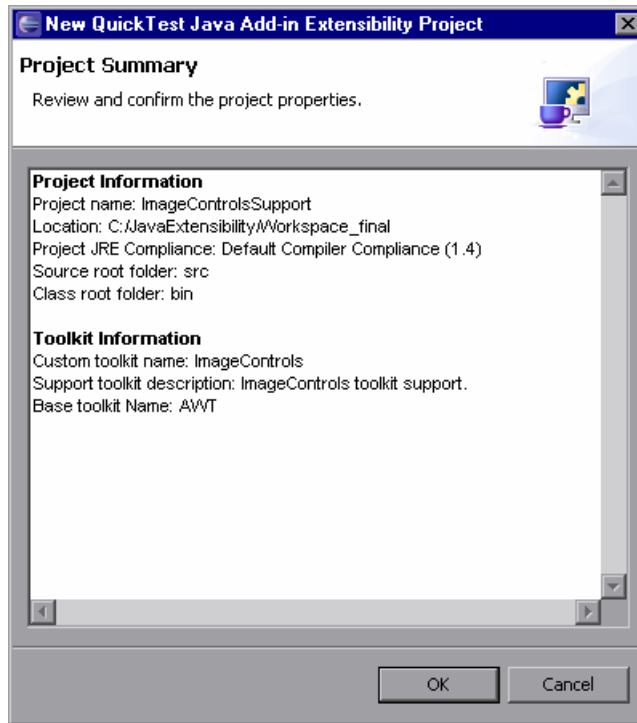 New QuickTest Java Add-in Extensibility Project
Project Summary
Review and confirm the project properties.
Project Information
Project name: ImageControlsSupport
Location: C:/JavaExtensibility/Workspace_final
Project JRE Compliance: Default Compiler Compliance (1.4)
Source root folder: src
Class root folder: bin
Toolkit Information
Custom toolkit name: ImageControls
Support toolkit description: ImageControls toolkit support.
Base toolkit Name: AWT
OK
Cancel